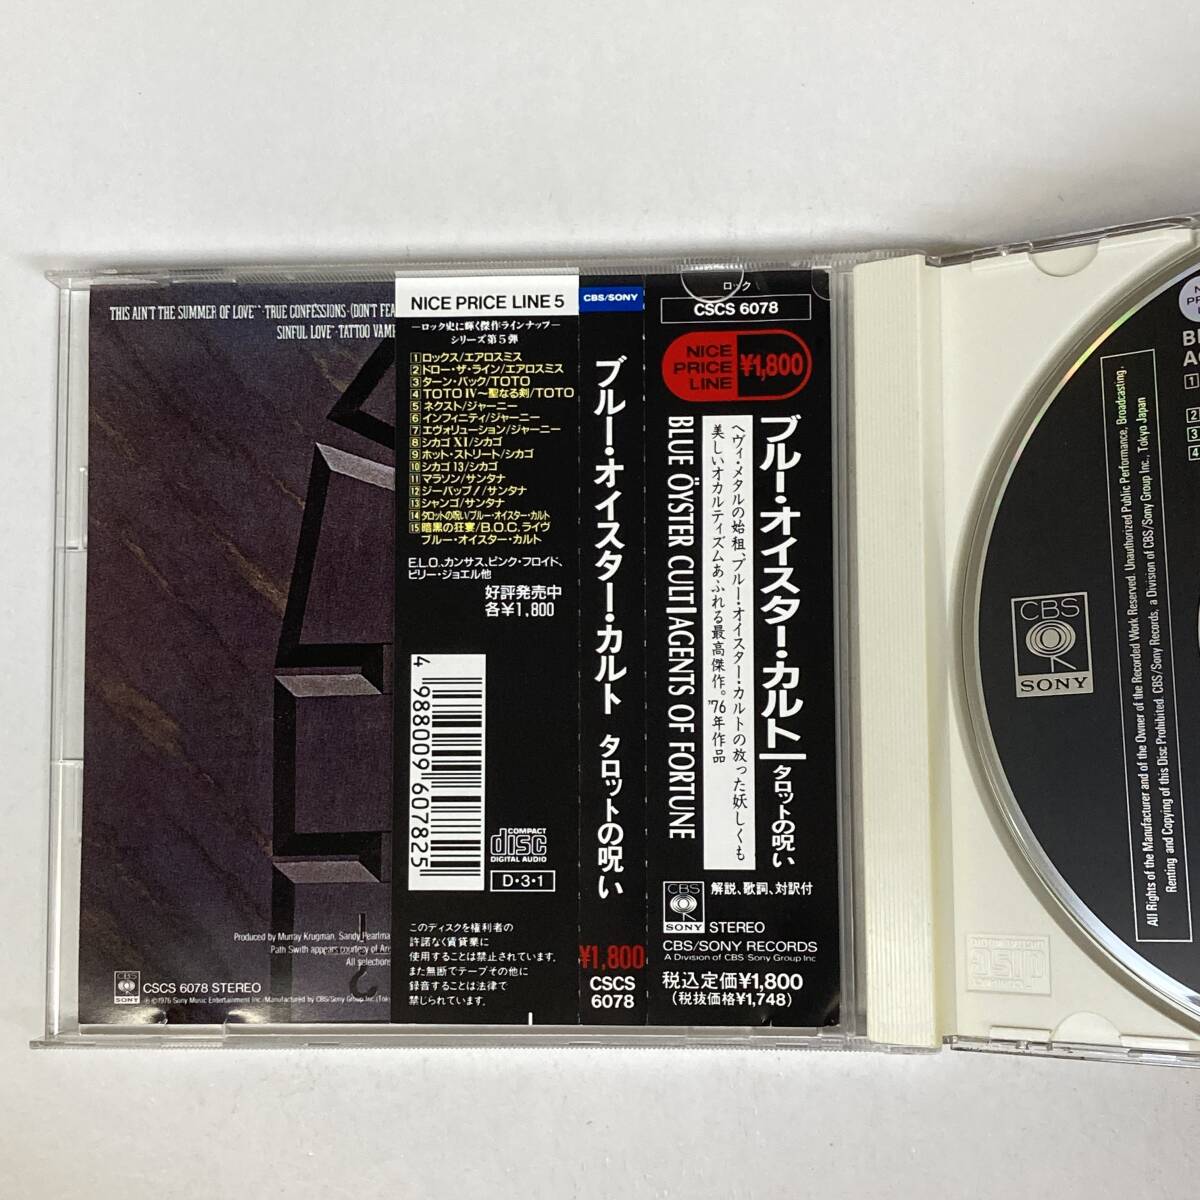 THIS AIN'T THE SUMMER OF LOVE · TRUE CONFESSIONS · (DON'T FEA
SINFUL LOVE · TATTOO VAMP
Produced by Murray Krugman, Sandy Pearlma
Path Swith appears courtesy of Aris
All selections
CBS
SONY
CSCS 6078 STEREO
NICE PRICE LINE 5
—ロック史に輝く傑作ラインナップ—
シリーズ第5弾
1 ロックス/エアロスミス
2 ドロー・ザ・ライン/エアロスミス
3 ターン・バック/TOTO
4 TOTO IV〜聖なる剣/TOTO
5 ネクスト/ジャーニー
6 インフィニティ/ジャーニー
7 エヴォリューション/ジャーニー
8 シカゴ XI/シカゴ
9 ホット・ストリート/シカゴ
10 シカゴ 13/シカゴ
11 マラソン/サンタナ
12 ジーバップ!/サンタナ
13 シャンゴ/サンタナ
14 タロットの呪い/ブルー・オイスター・カルト
15 暗黒の狂宴/B.O.C.ライヴ
ブルー・オイスター・カルト
E.L.O.、カンサス、ピンク・フロイド、
ビリー・ジョエル他
好評発売中
各¥1,800
4 988009 607825
COMPACT
disc
DIGITAL AUDIO
D・3・1
このディスクを権利者の
許諾なく賃貸業に
使用することは禁止されています。
また無断でテープその他に
録音することは法律で
禁じられています。
CBS/SONY
ブルー・オイスター・カルト タロットの呪い
¥1,800
CSCS
6078
ロック
CSCS 6078
NICE
PRICE
LINE
¥1,800
ブルー・オイスター・カルト|タロットの呪い
ヘヴィ・メタルの始祖、ブルー・オイスター・カルトの放った妖しくも
美しいオカルティズムあふれる最高傑作。'76年作品
BLUE ÖYSTER CULT|AGENTS OF FORTUNE
解説、歌詞、対訳付
CBS
SONY
STEREO
CBS/SONY RECORDS
A Division of CBS Sony Group Inc
税込定価¥1,800
(税抜価格¥1,748)
CBS
SONY
All Rights of the Manufacturer and of the Owner of the Recorded Work Reserved. Unauthorized Public Performance, Broadcasting,
Renting and Copying of this Disc Prohibited. CBS/Sony Records, a Division of CBS/Sony Group Inc., Tokyo Japan
1
2
3
4